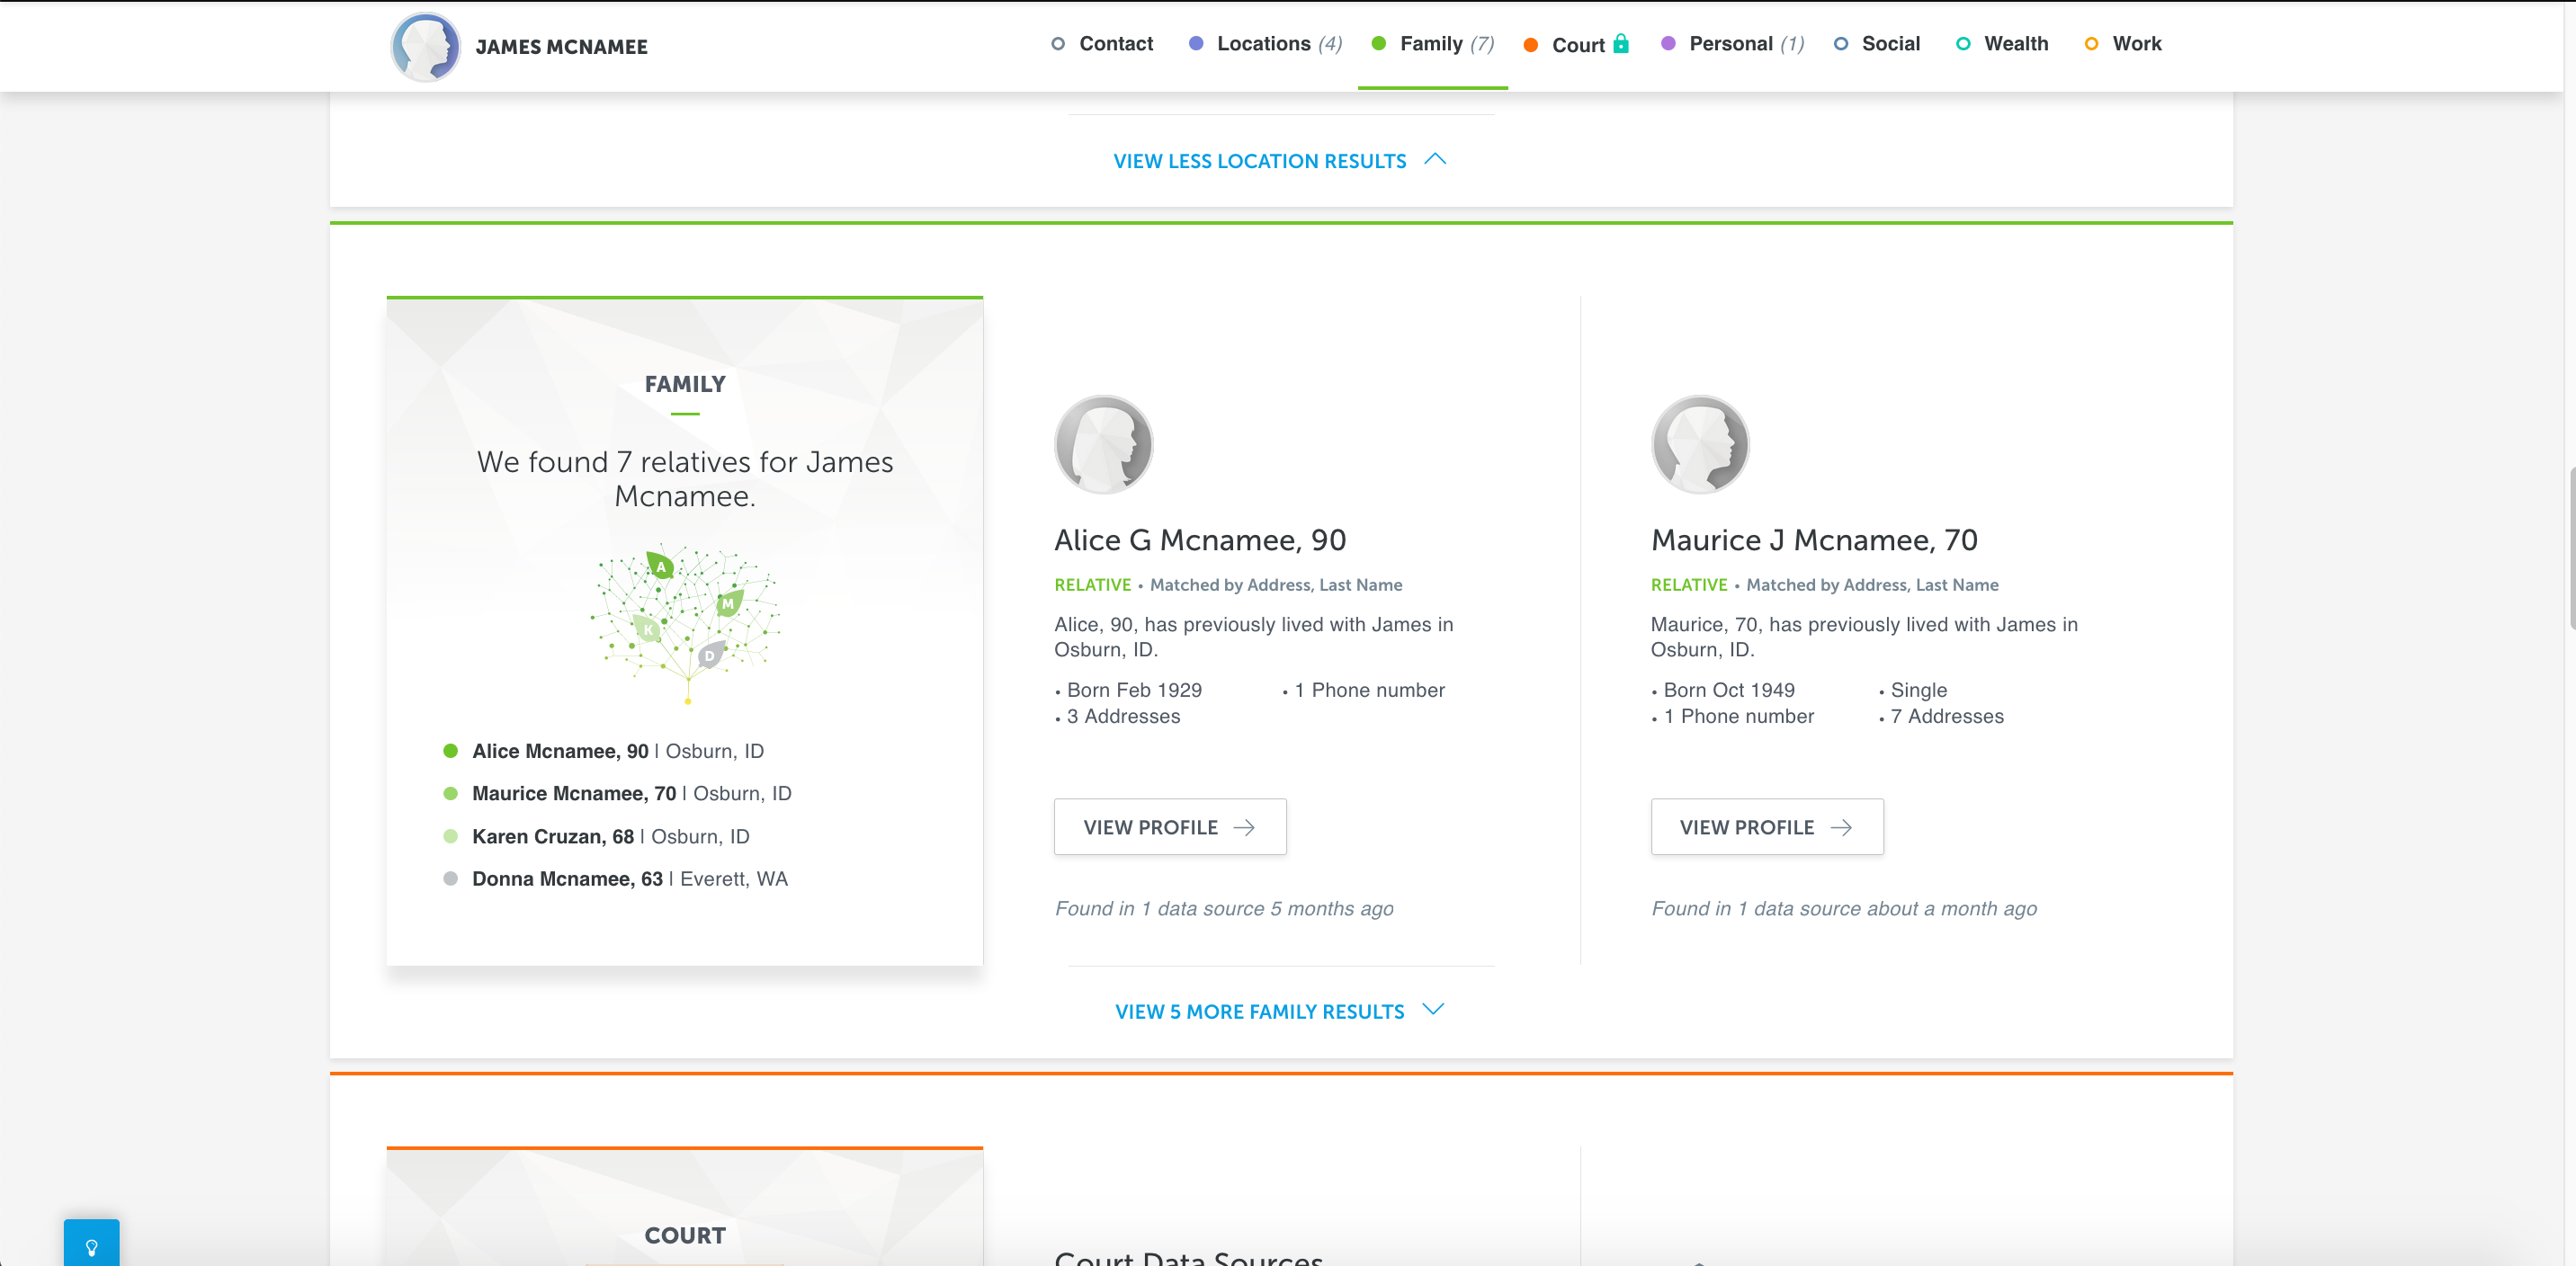 JAMES MCNAMEE
Contact
Locations (4)
Family (7)
Court
Personal (1)
Social
Wealth
Work
VIEW LESS LOCATION RESULTS
FAMILY
We found 7 relatives for James
Mcnamee.
A
M
K
D
Alice Mcnamee, 90 | Osburn, ID
Maurice Mcnamee, 70 | Osburn, ID
Karen Cruzan, 68 | Osburn, ID
Donna Mcnamee, 63 | Everett, WA
Alice G Mcnamee, 90
RELATIVE • Matched by Address, Last Name
Alice, 90, has previously lived with James in
Osburn, ID.
• Born Feb 1929
• 1 Phone number
• 3 Addresses
VIEW PROFILE
Found in 1 data source 5 months ago
Maurice J Mcnamee, 70
RELATIVE • Matched by Address, Last Name
Maurice, 70, has previously lived with James in
Osburn, ID.
• Born Oct 1949
• Single
• 1 Phone number
• 7 Addresses
VIEW PROFILE
Found in 1 data source about a month ago
VIEW 5 MORE FAMILY RESULTS
COURT
Court Data Sources